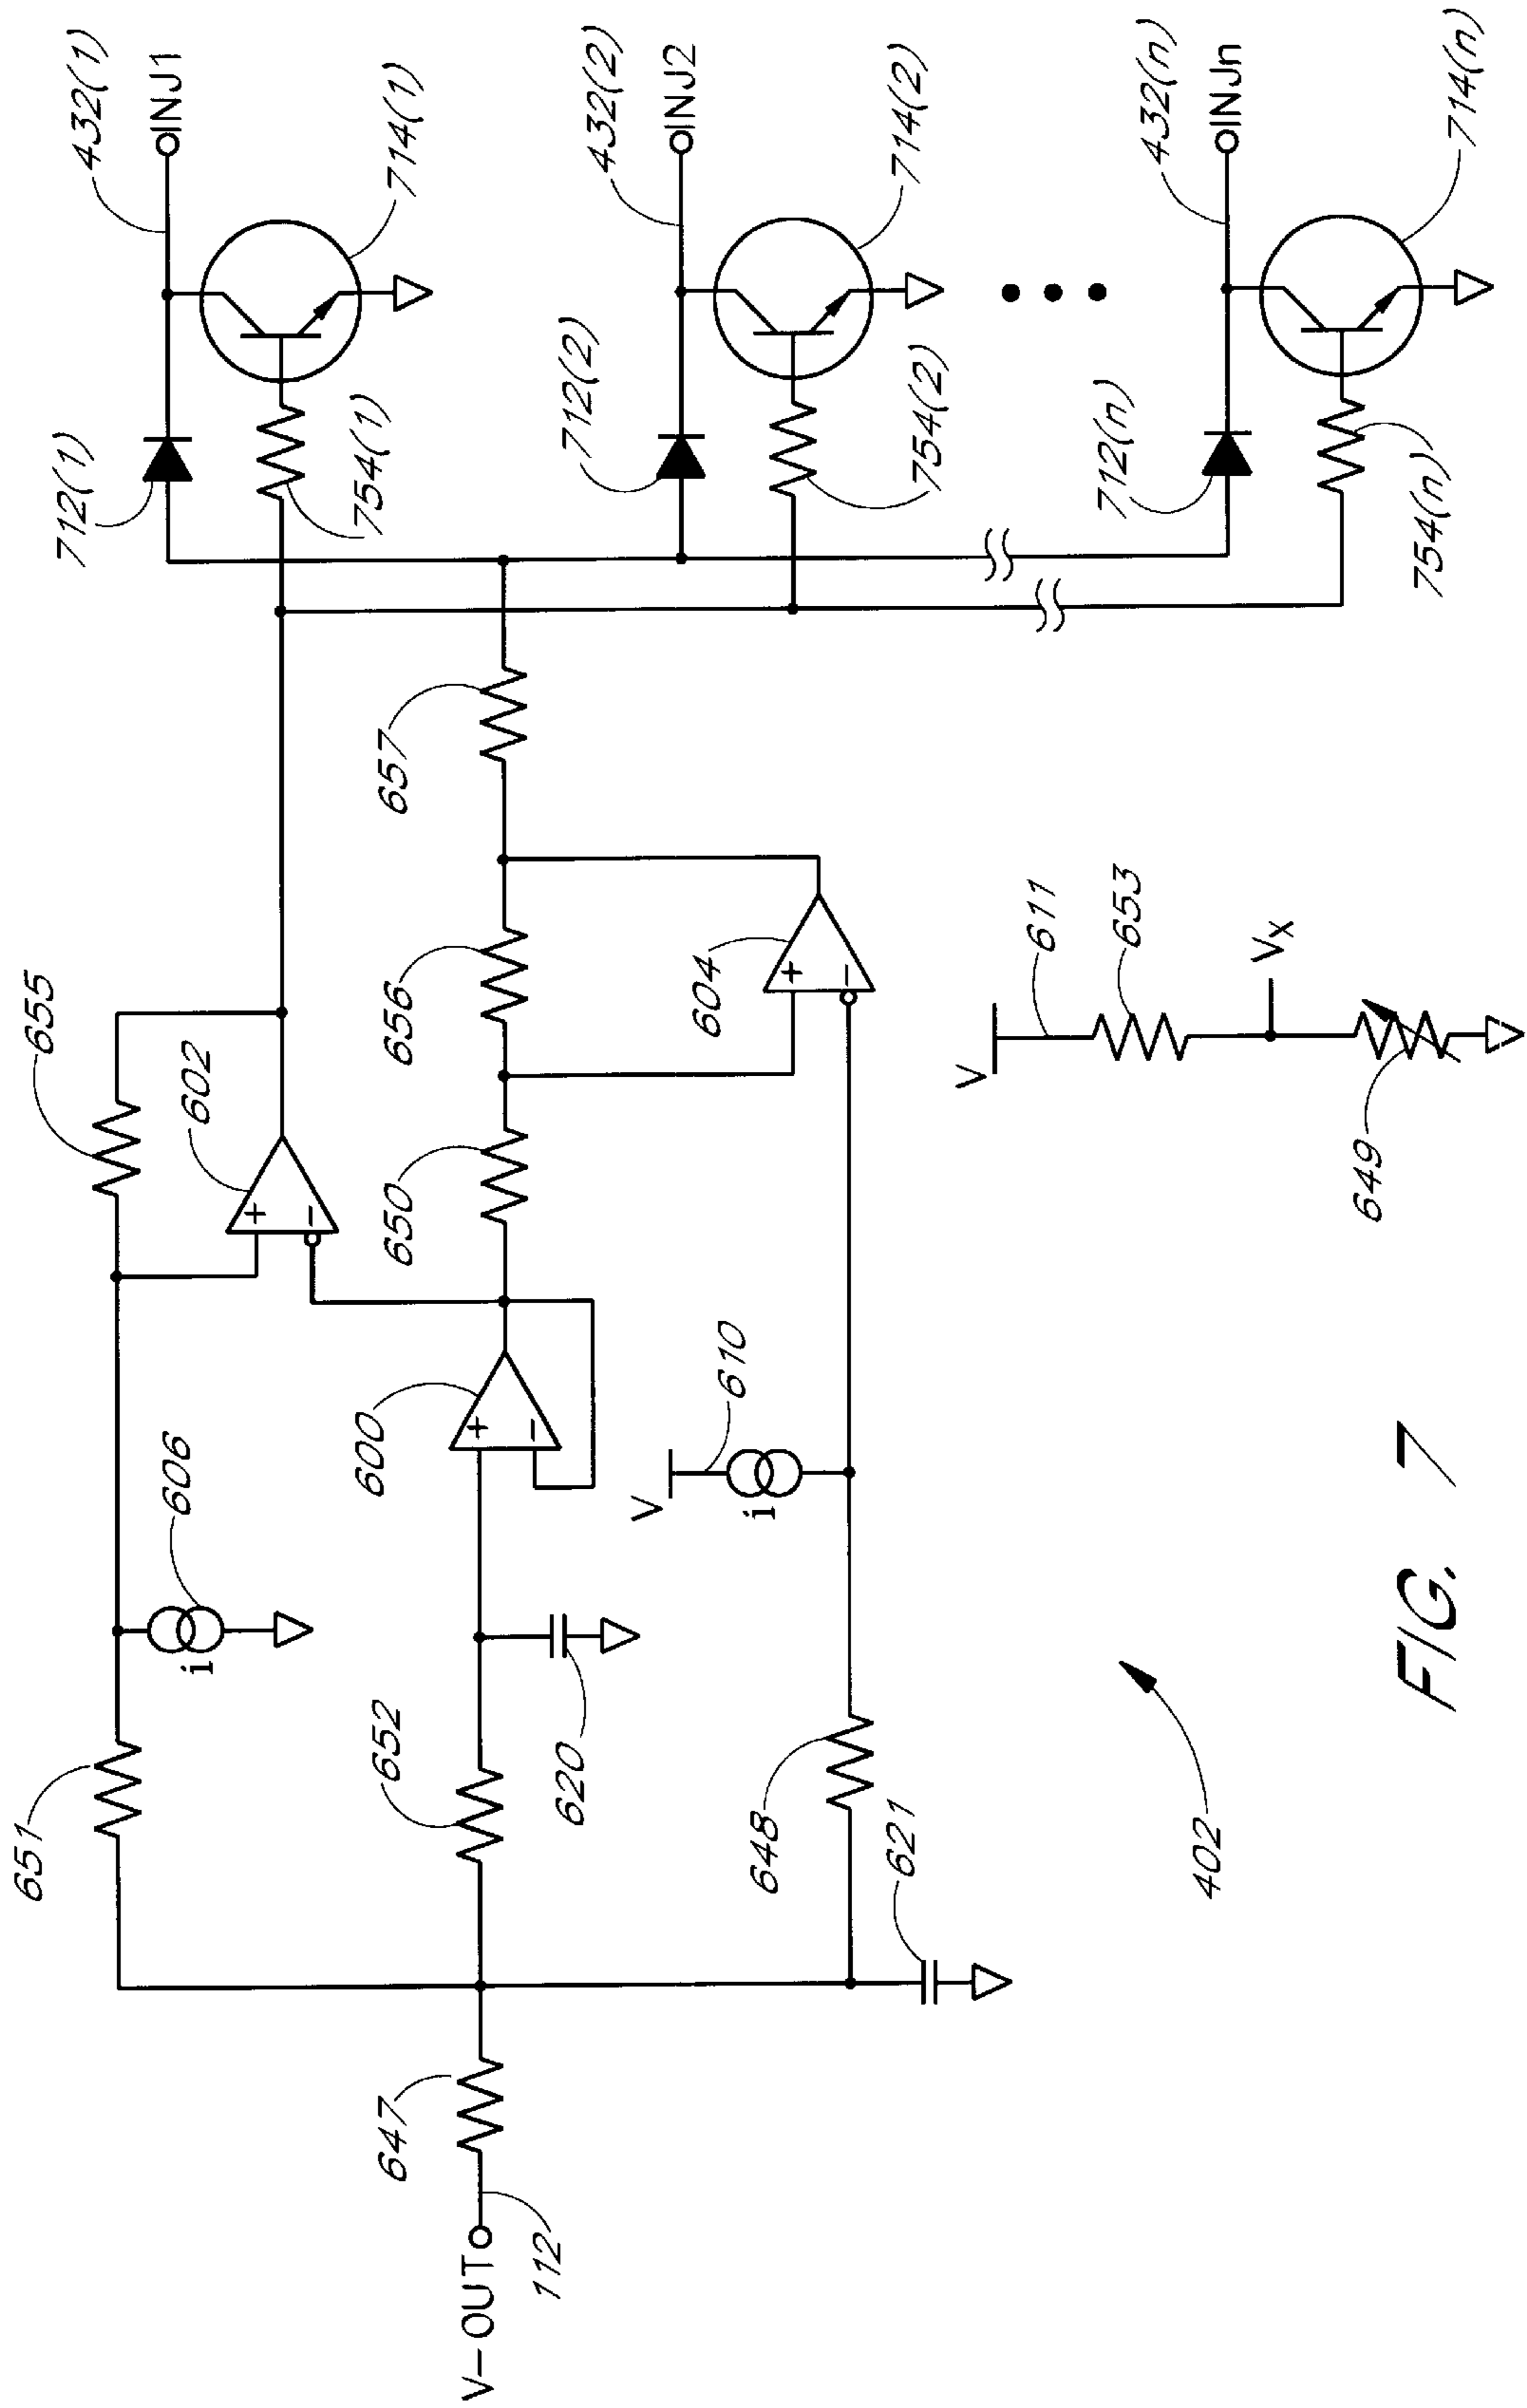 432(1)
INJ1
712(1)
754(1)
714(1)
432(2)
INJ2
712(2)
754(2)
714(2)
432(n)
INJn
712(n)
754(n)
714(n)
655
602
+
−
651
606
i
657
656
650
600
+
−
604
+
−
652
620
V
610
i
648
621
647
V-OUT
112
V
611
653
VX
649
402
FIG. 7